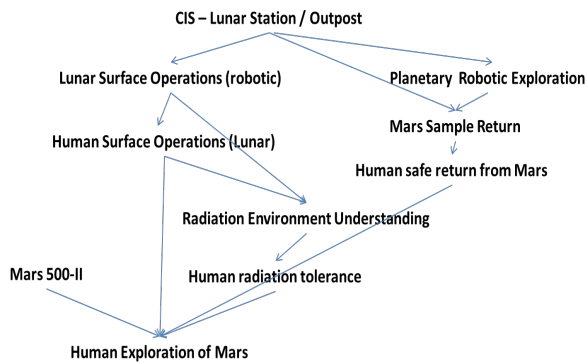 CIS – Lunar Station / Outpost
Lunar Surface Operations (robotic)
Planetary Robotic Exploration
Mars Sample Return
Human Surface Operations (Lunar)
Human safe return from Mars
Radiation Environment Understanding
Mars 500-II
Human radiation tolerance
Human Exploration of Mars